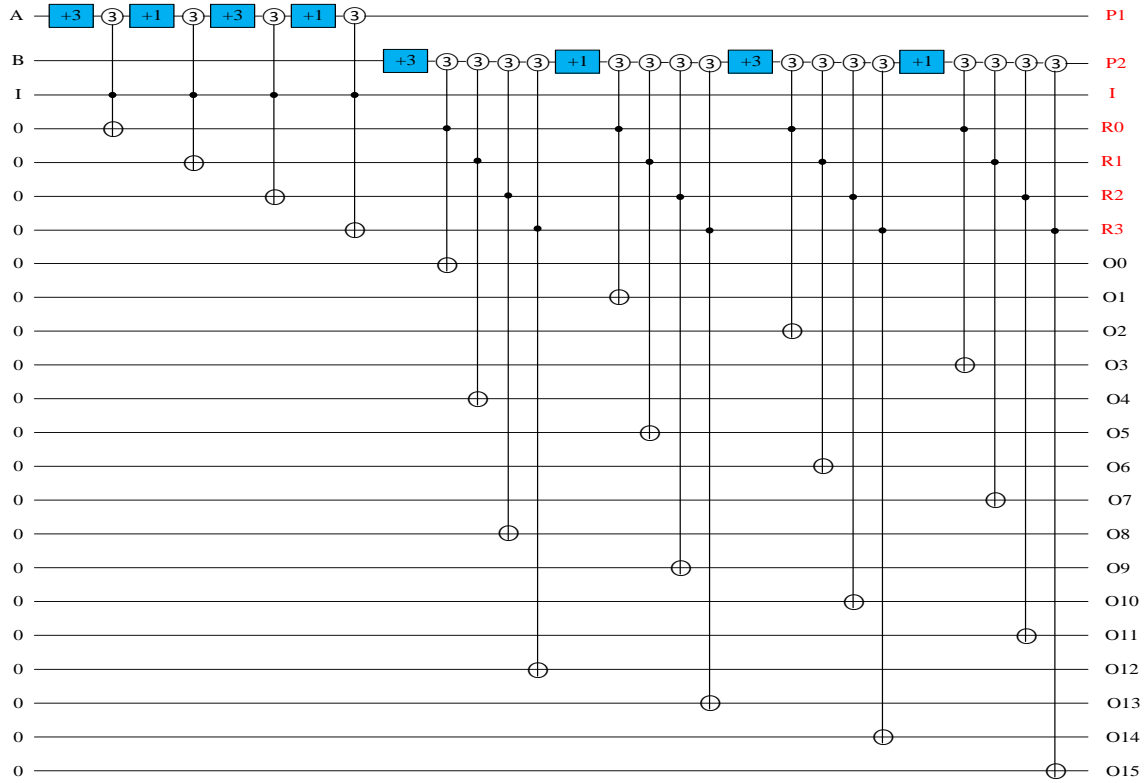 A +3 3 +1 3 +3 3 +1 3 P1
B +3 3 3 3 3 +1 3 3 3 3 +3 3 3 3 3 +1 3 3 3 3 P2
I I
0 R0
0 R1
0 R2
0 R3
0 O0
0 O1
0 O2
0 O3
0 O4
0 O5
0 O6
0 O7
0 O8
0 O9
0 O10
0 O11
0 O12
0 O13
0 O14
0 O15